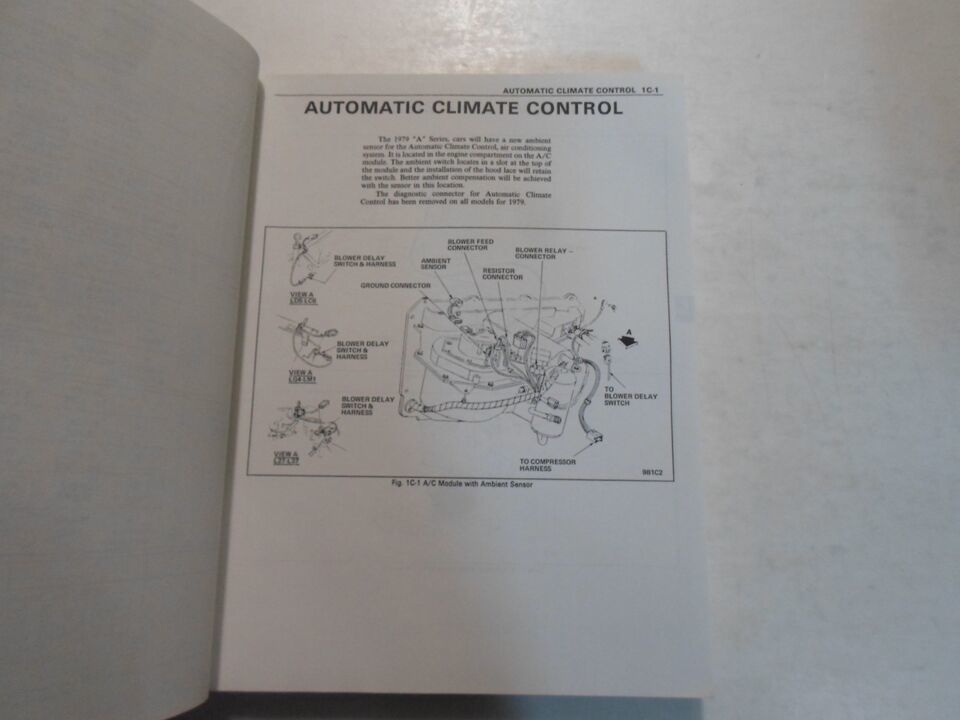 AUTOMATIC CLIMATE CONTROL 1C-1
AUTOMATIC CLIMATE CONTROL
The 1979 "A" Series, cars will have a new ambient
sensor for the Automatic Climate Control, air conditioning
system. It is located in the engine compartment on the A/C
module. The ambient switch locates in a slot at the top of
the module and the installation of the hood lace will retain
the switch. Better ambient compensation will be achieved
with the sensor in this location.
The diagnostic connector for Automatic Climate
Control has been removed on all models for 1979.
BLOWER FEED
CONNECTOR
BLOWER RELAY -
CONNECTOR
BLOWER DELAY
SWITCH & HARNESS
AMBIENT
SENSOR
RESISTOR
CONNECTOR
GROUND CONNECTOR
VIEW A
A
BLOWER DELAY
SWITCH &
HARNESS
VIEW A
LG4-LM1
TO
BLOWER DELAY
SWITCH
BLOWER DELAY
SWITCH &
HARNESS
VIEW A
L27-L37
TO COMPRESSOR
HARNESS
981C2
Fig. 1C-1 A/C Module with Ambient Sensor